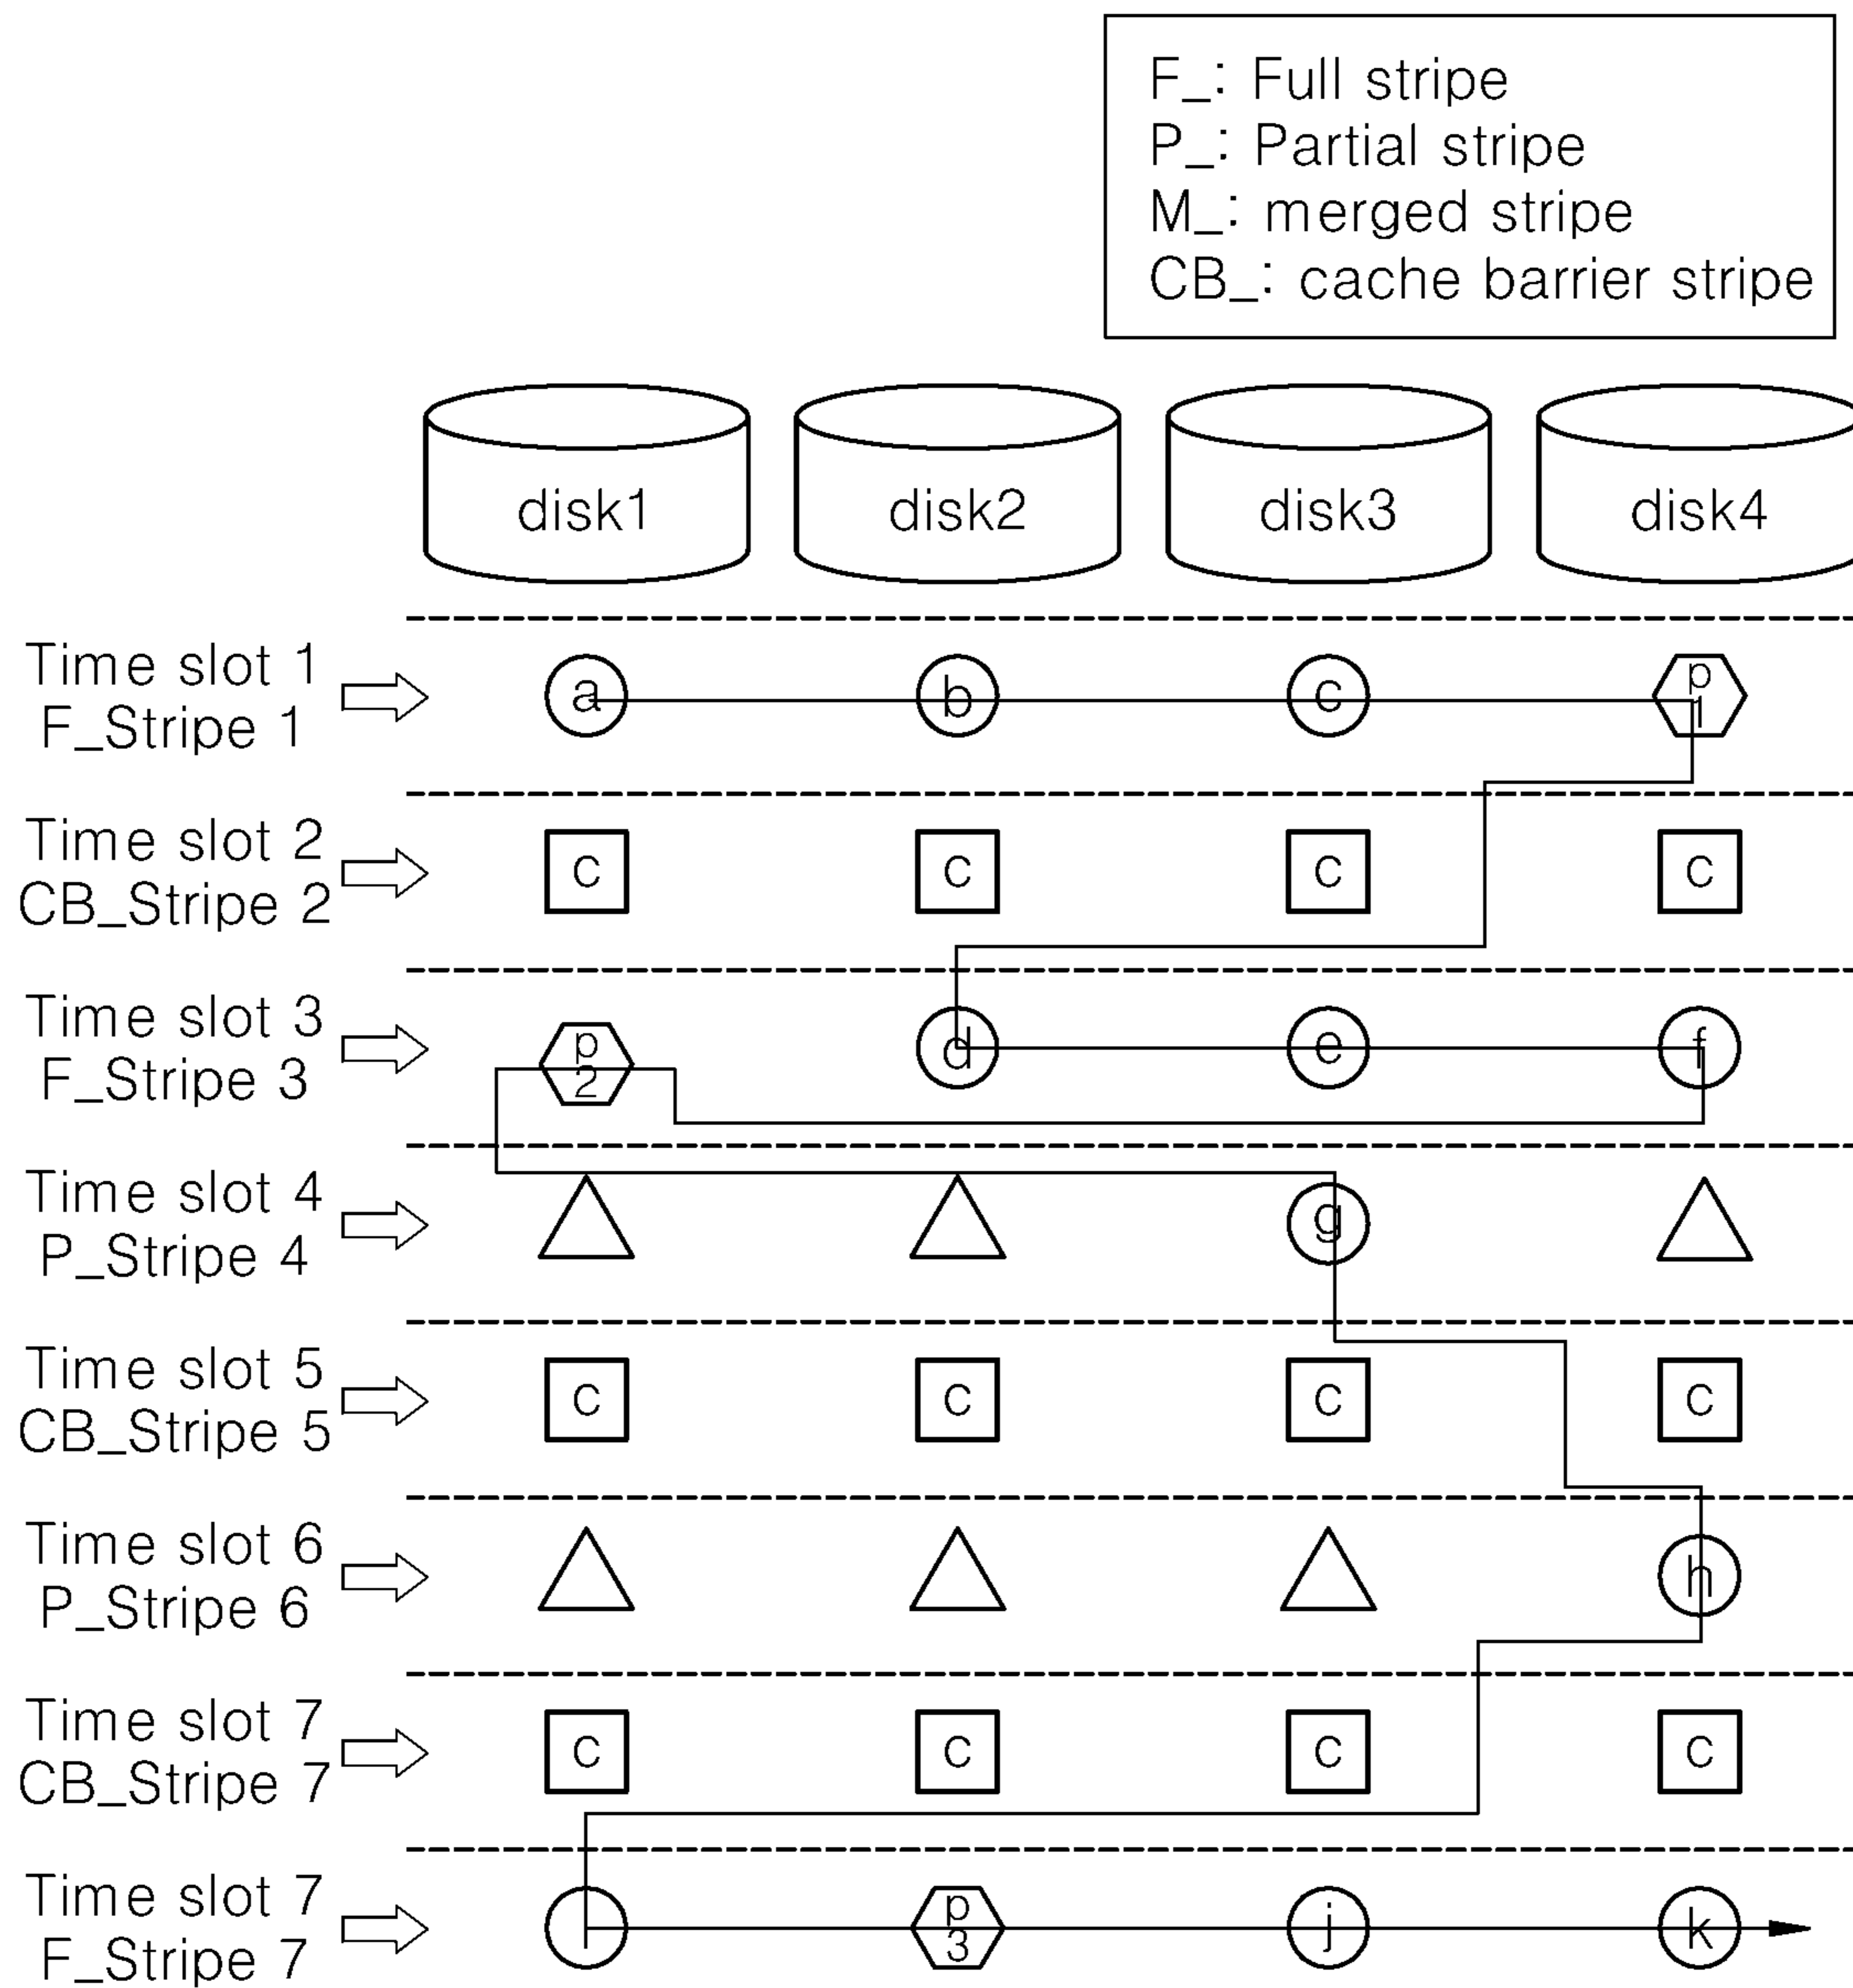 F_: Full stripe
P_: Partial stripe
M_: merged stripe
CB_: cache barrier stripe
disk1 disk2 disk3 disk4
Time slot 1
F_Stripe 1
a b c p1
Time slot 2
CB_Stripe 2
c c c c
Time slot 3
F_Stripe 3
p2 d e f
Time slot 4
P_Stripe 4
g
Time slot 5
CB_Stripe 5
c c c c
Time slot 6
P_Stripe 6
h
Time slot 7
CB_Stripe 7
c c c c
Time slot 7
F_Stripe 7
p3 j k